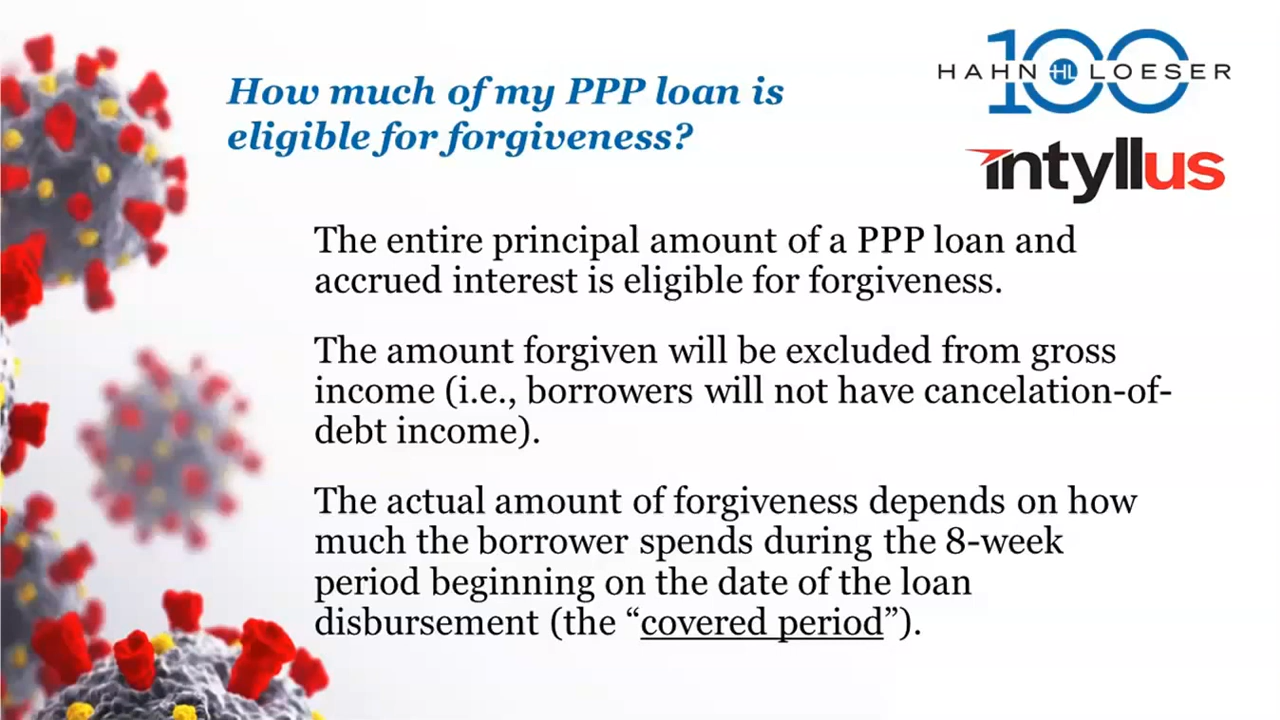 How much of my PPP loan is
eligible for forgiveness?
100
HAHN HL LOESER
intyllus
The entire principal amount of a PPP loan and
accrued interest is eligible for forgiveness.
The amount forgiven will be excluded from gross
income (i.e., borrowers will not have cancelation-of-
debt income).
The actual amount of forgiveness depends on how
much the borrower spends during the 8-week
period beginning on the date of the loan
disbursement (the “covered period”).